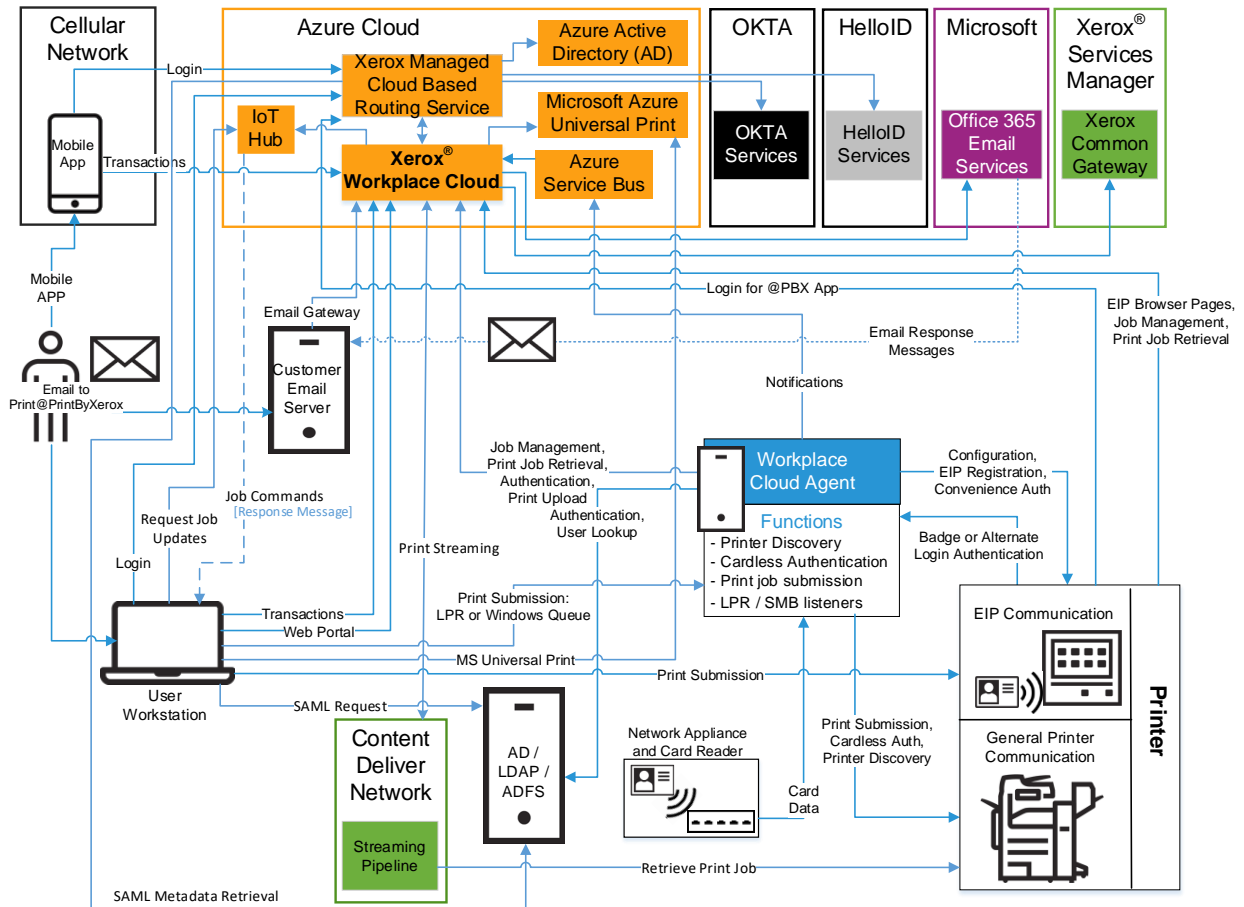 Cellular
Network
Azure Cloud
OKTA
HelloID
Microsoft
Xerox®
Services
Manager
Azure Active
Directory (AD)
Xerox Managed
Cloud Based
Routing Service
Login
Microsoft Azure
Universal Print
IoT
Hub
Mobile
App
OKTA
Services
HelloID
Services
Office 365
Email
Services
Xerox
Common
Gateway
Transactions
Xerox®
Workplace Cloud
Azure
Service Bus
Mobile
APP
Login for @PBX App
EIP Browser Pages,
Job Management,
Print Job Retrieval
Email Gateway
Email Response
Messages
Customer
Email
Server
Email to
Print@PrintByXerox
Notifications
Job Management,
Print Job Retrieval,
Authentication,
Print Upload
Authentication,
User Lookup
Workplace
Cloud Agent
Configuration,
EIP Registration,
Convenience Auth
Job Commands
[Response Message]
Request Job
Updates
Login
Print Streaming
Functions
- Printer Discovery
- Cardless Authentication
- Print job submission
- LPR / SMB listeners
Badge or Alternate
Login Authentication
Print Submission:
LPR or Windows Queue
Transactions
Web Portal
MS Universal Print
Print Submission
EIP Communication
Printer
User
Workstation
SAML Request
Content
Deliver
Network
AD /
LDAP /
ADFS
Network Appliance
and Card Reader
Print Submission,
Cardless Auth,
Printer Discovery
General Printer
Communication
Card
Data
Streaming
Pipeline
Retrieve Print Job
SAML Metadata Retrieval